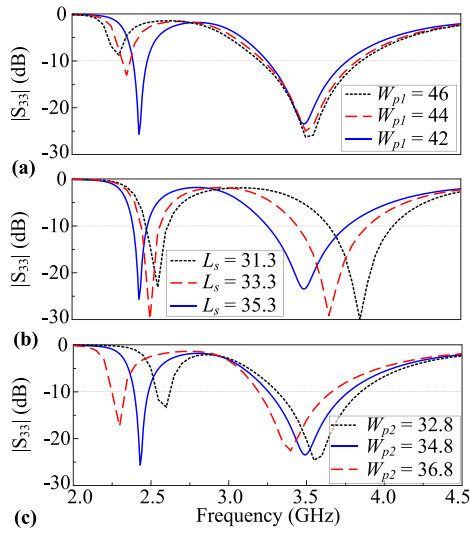 0
-10
-20
-30
|S33| (dB)
Wp1 = 46
Wp1 = 44
Wp1 = 42
(a)
0
-10
-20
-30
|S33| (dB)
Ls = 31.3
Ls = 33.3
Ls = 35.3
(b)
0
-10
-20
-30
|S33| (dB)
Wp2 = 32.8
Wp2 = 34.8
Wp2 = 36.8
2.0 2.5 3.0 3.5 4.0 4.5
(c) Frequency (GHz)